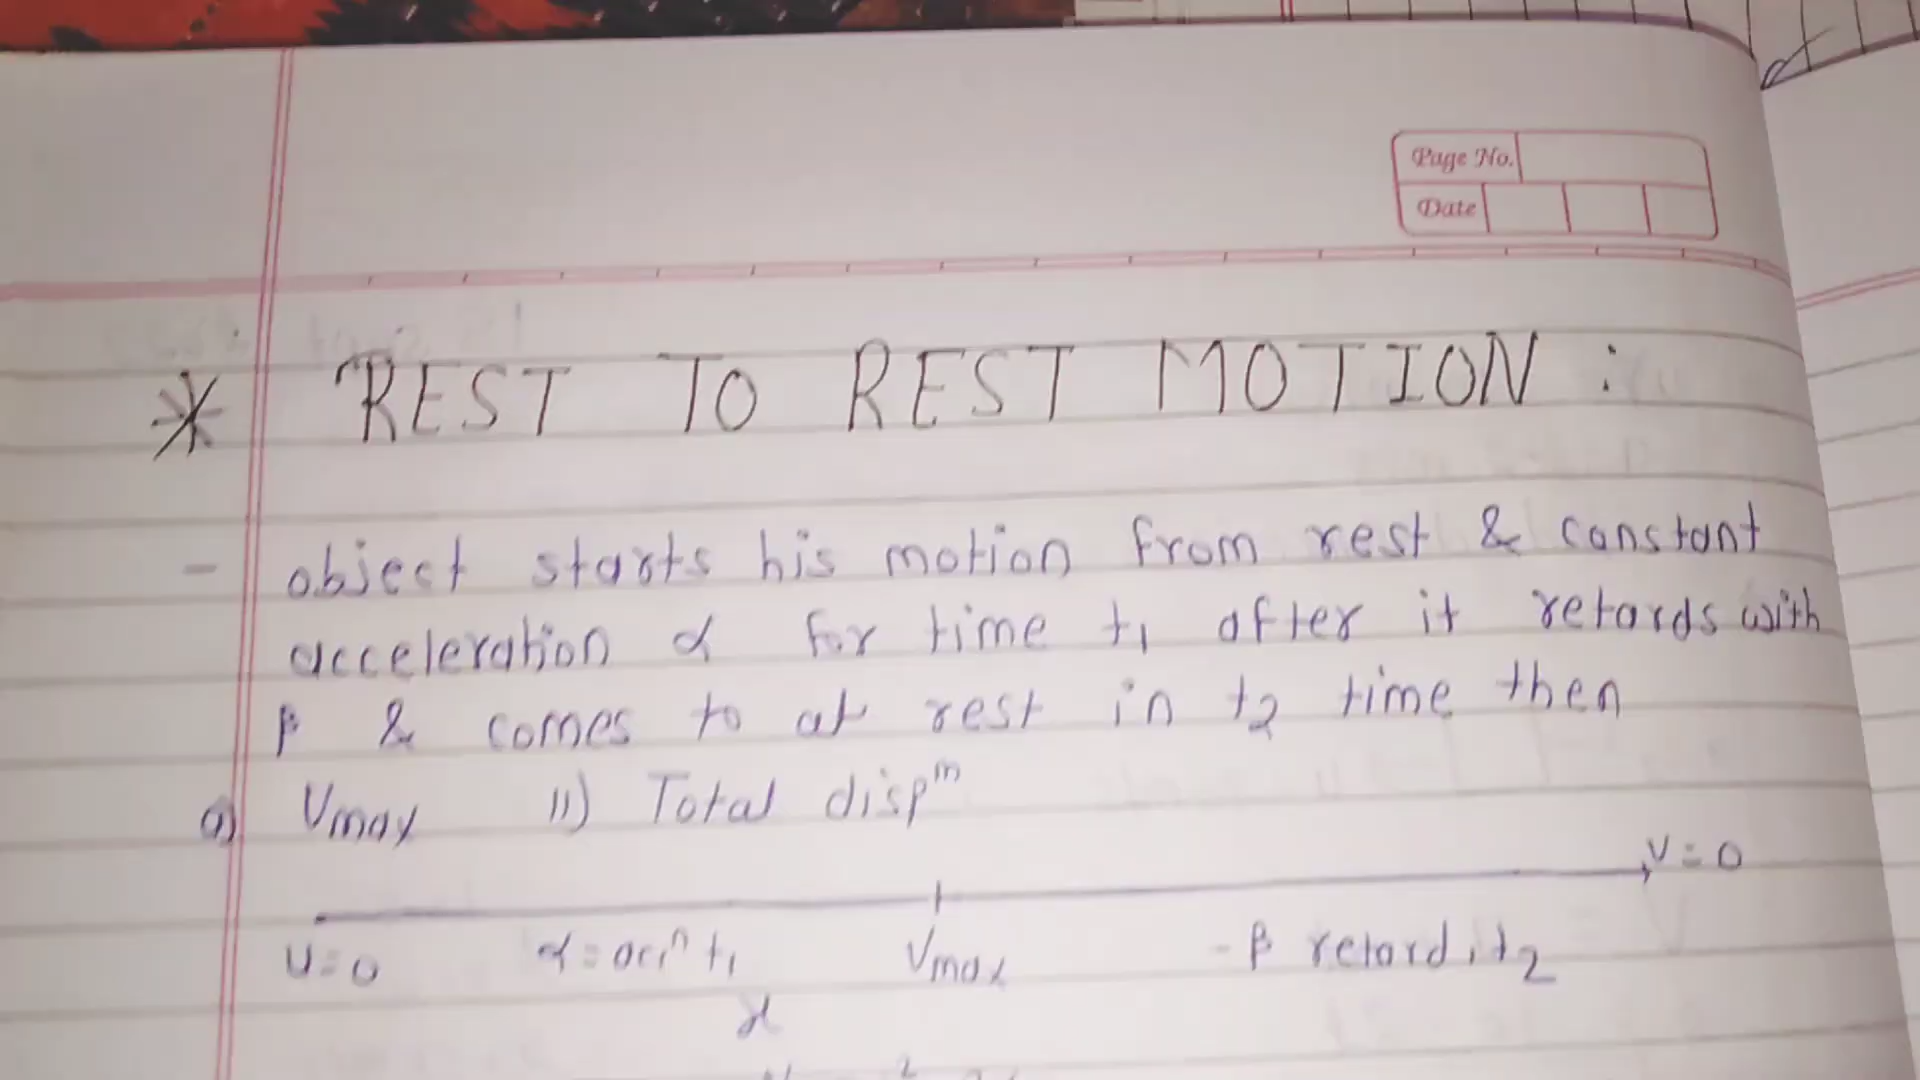 Page No.
Date
* REST TO REST MOTION :
- object starts his motion from rest & constant
acceleration α for time t1 after it retards with
β & comes to at rest in t2 time then
a) Vmax II) Total dispᵐ
V = 0
U = 0 α = accⁿ t1 Vmax - β retard, t2
x